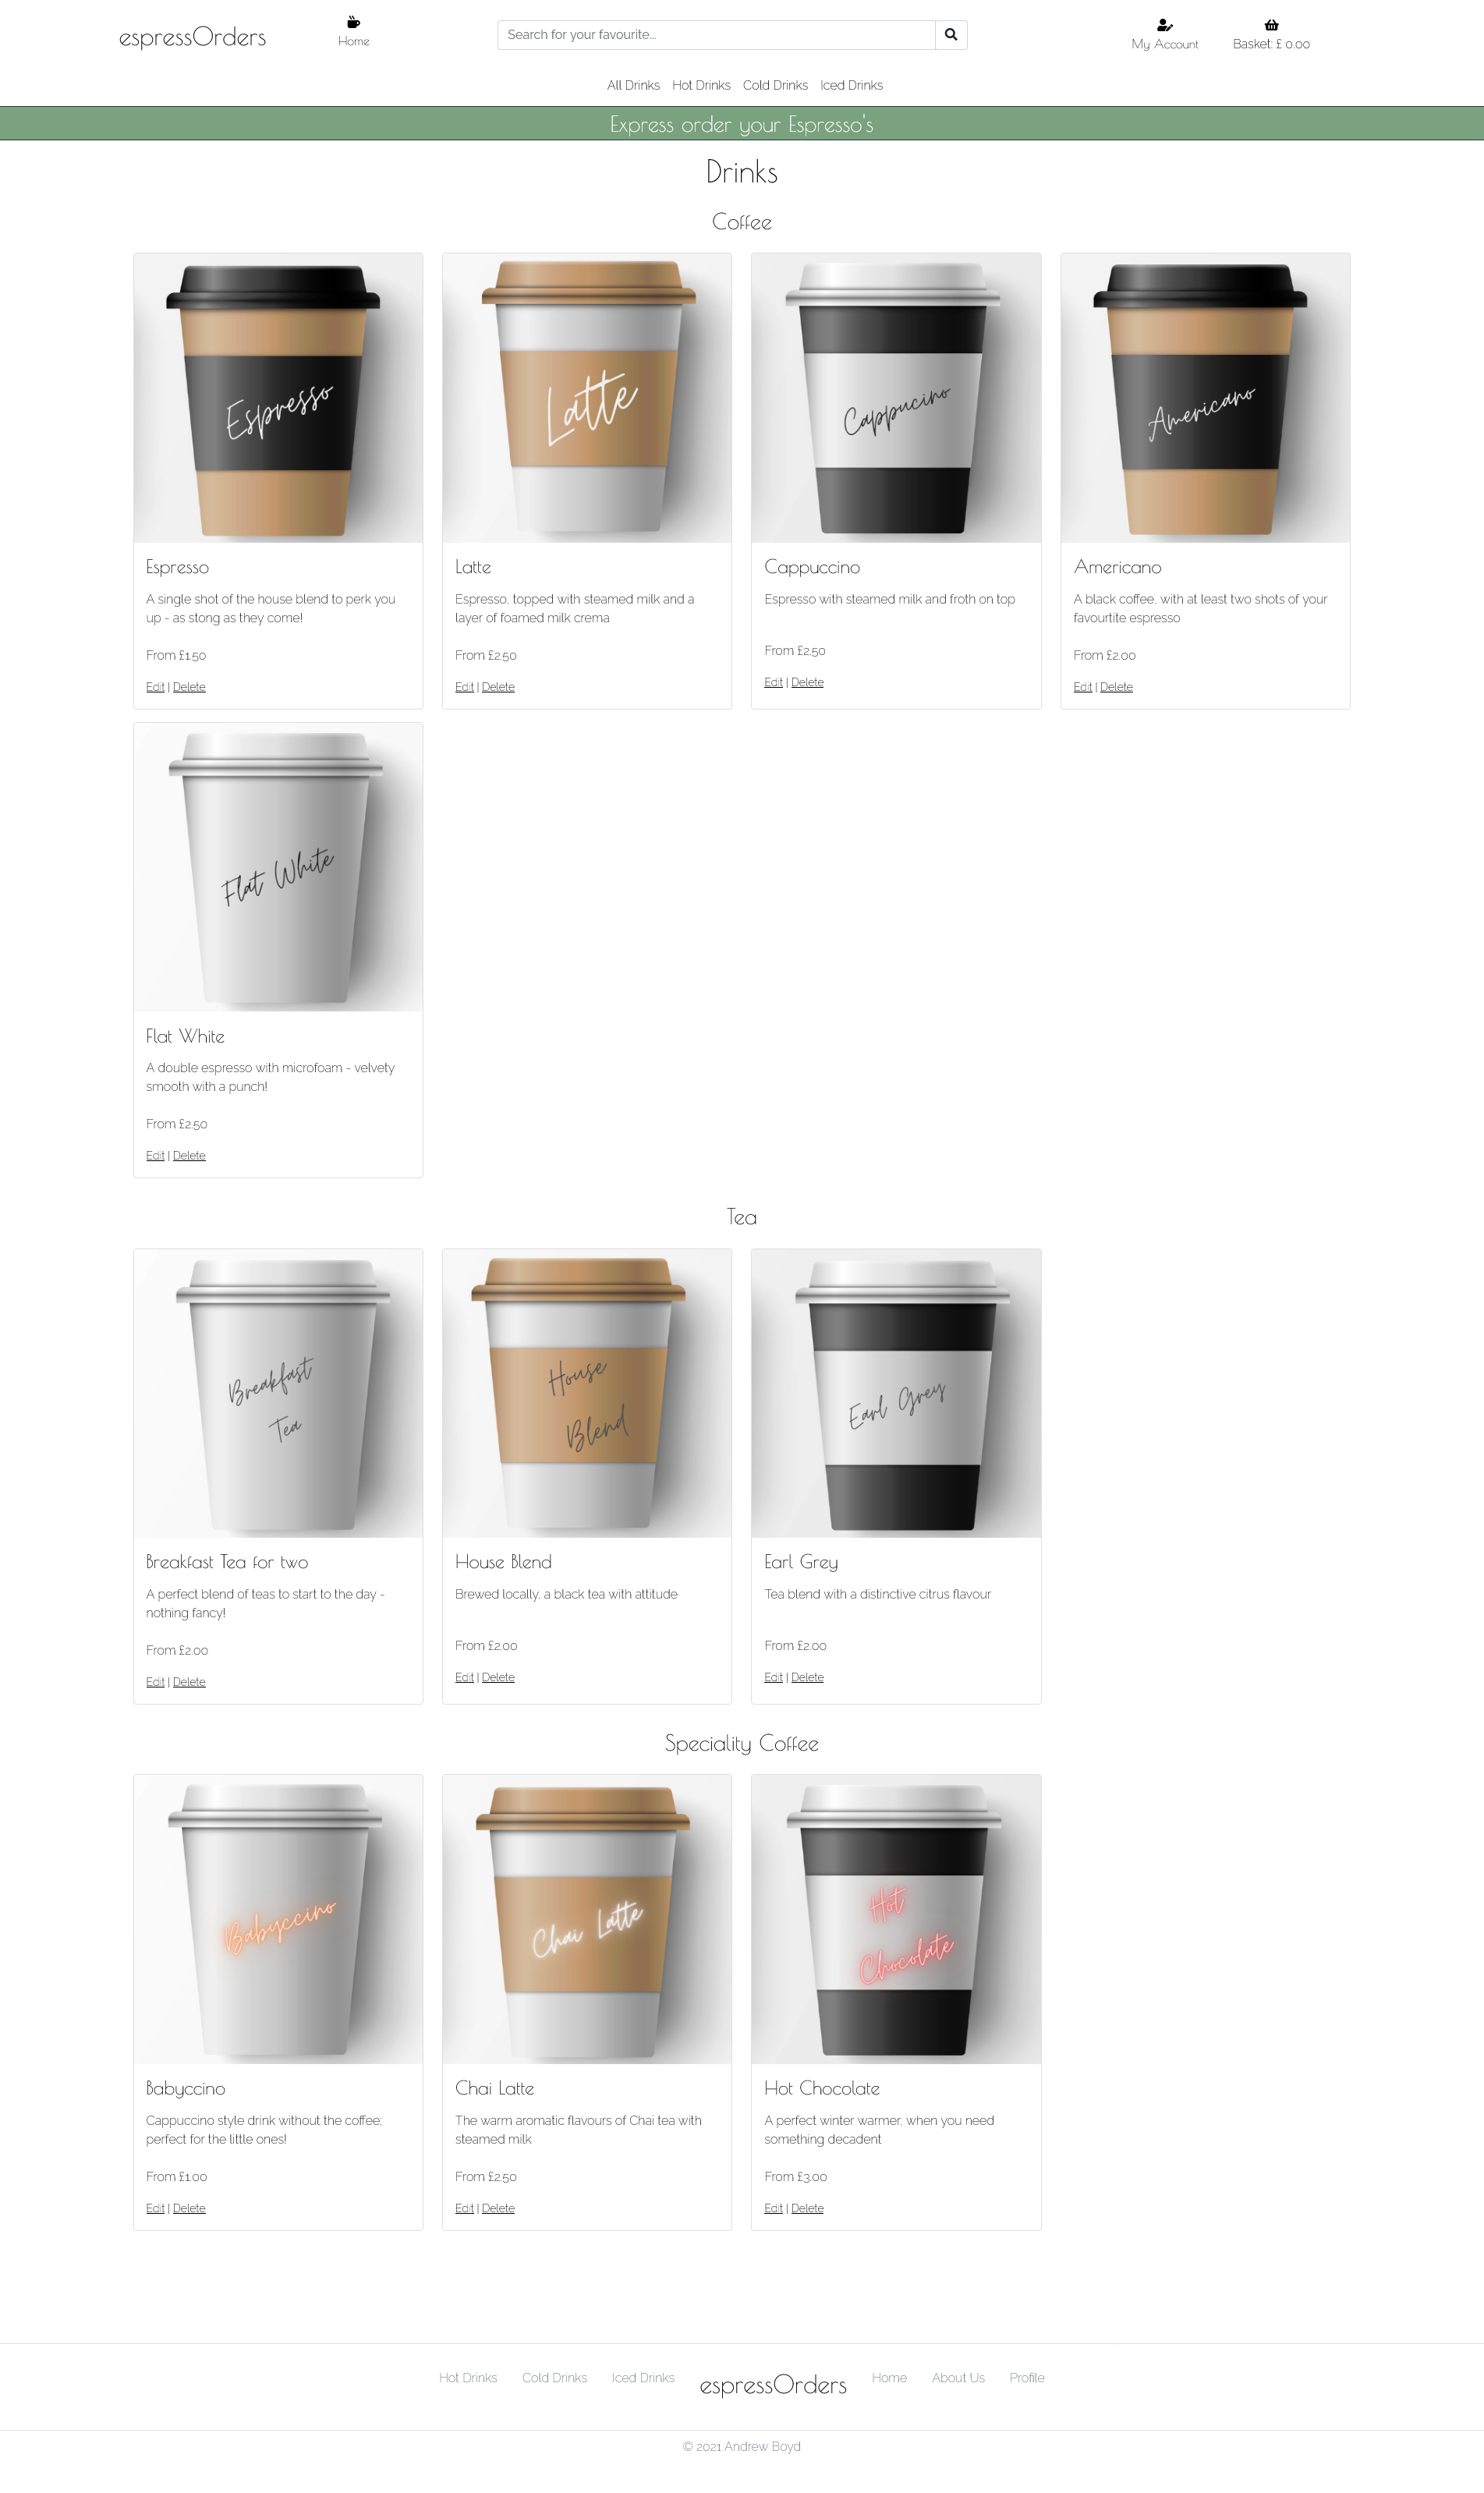 espressOrders
Home
Search for your favourite...
My Account
Basket: £ 0.00
All Drinks Hot Drinks Cold Drinks Iced Drinks
Express order your Espresso's
Drinks
Coffee
Espresso
Latte
Cappucino
Americano
Espresso
A single shot of the house blend to perk you
up - as stong as they come!
From £1.50
Edit | Delete
Latte
Espresso, topped with steamed milk and a
layer of foamed milk crema
From £2.50
Edit | Delete
Cappuccino
Espresso with steamed milk and froth on top
From £2.50
Edit | Delete
Americano
A black coffee, with at least two shots of your
favourtite espresso
From £2.00
Edit | Delete
Flat White
Flat White
A double espresso with microfoam - velvety
smooth with a punch!
From £2.50
Edit | Delete
Tea
Breakfast
Tea
House
Blend
Earl Grey
Breakfast Tea for two
A perfect blend of teas to start to the day -
nothing fancy!
From £2.00
Edit | Delete
House Blend
Brewed locally, a black tea with attitude
From £2.00
Edit | Delete
Earl Grey
Tea blend with a distinctive citrus flavour
From £2.00
Edit | Delete
Speciality Coffee
Babyccino
Chai Latte
Hot
Chocolate
Babyccino
Cappuccino style drink without the coffee;
perfect for the little ones!
From £1.00
Edit | Delete
Chai Latte
The warm aromatic flavours of Chai tea with
steamed milk
From £2.50
Edit | Delete
Hot Chocolate
A perfect winter warmer, when you need
something decadent
From £3.00
Edit | Delete
Hot Drinks Cold Drinks Iced Drinks espressOrders Home About Us Profile
© 2021 Andrew Boyd